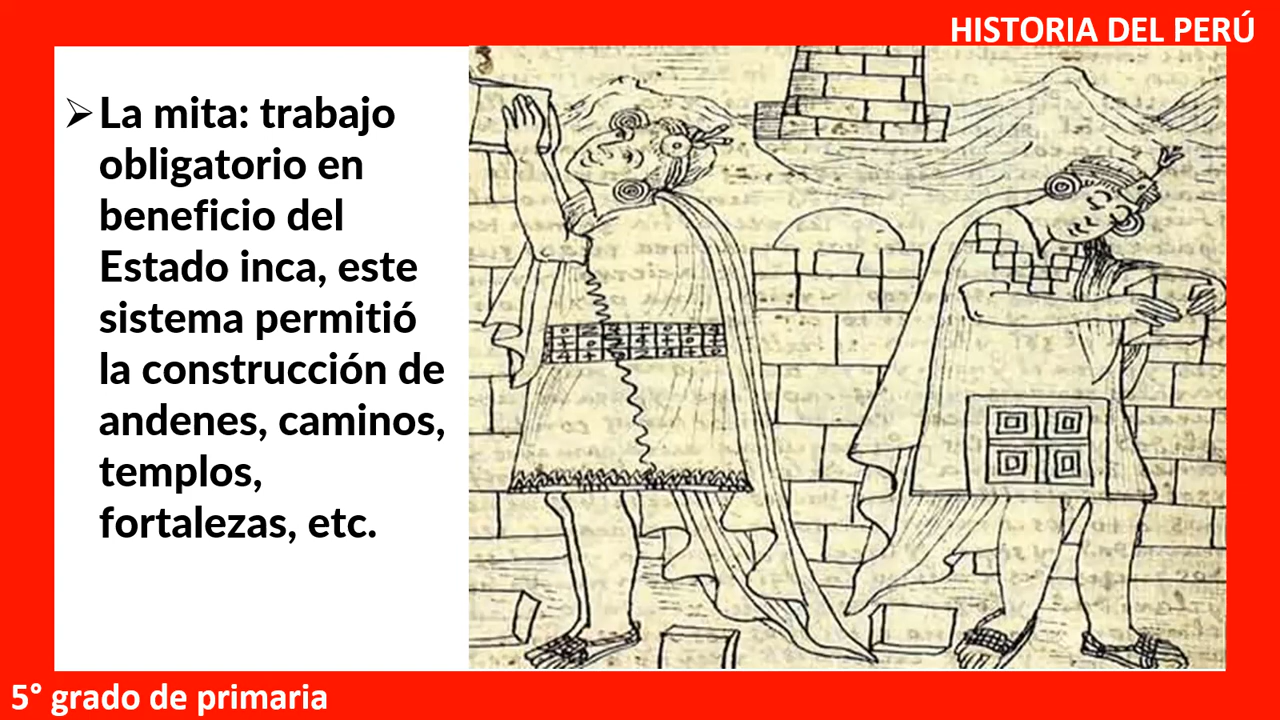 HISTORIA DEL PERÚ
➢La mita: trabajo
obligatorio en
beneficio del
Estado inca, este
sistema permitió
la construcción de
andenes, caminos,
templos,
fortalezas, etc.
5° grado de primaria